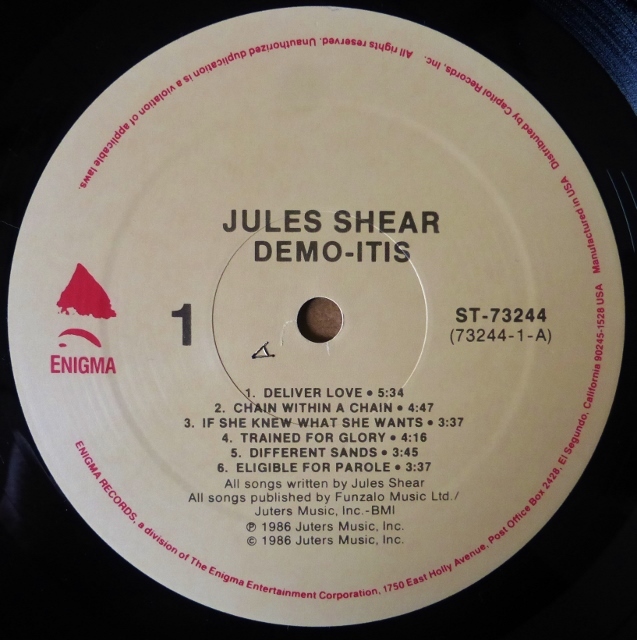 JULES SHEAR
DEMO-ITIS
1
ST-73244
(73244-1-A)
ENIGMA
1. DELIVER LOVE • 5:34
2. CHAIN WITHIN A CHAIN • 4:47
3. IF SHE KNEW WHAT SHE WANTS • 3:37
4. TRAINED FOR GLORY • 4:16
5. DIFFERENT SANDS • 3:45
6. ELIGIBLE FOR PAROLE • 3:37
All songs written by Jules Shear
All songs published by Funzalo Music Ltd./
Juters Music, Inc.-BMI
℗ 1986 Juters Music, Inc.
© 1986 Juters Music, Inc.
ENIGMA RECORDS, a division of The Enigma Entertainment Corporation, 1750 East Holly Avenue, Post Office Box 2428, El Segundo, California 90245-1528 USA Manufactured in USA Distributed by Capitol Records, Inc. All rights reserved. Unauthorized duplication is a violation of applicable laws.